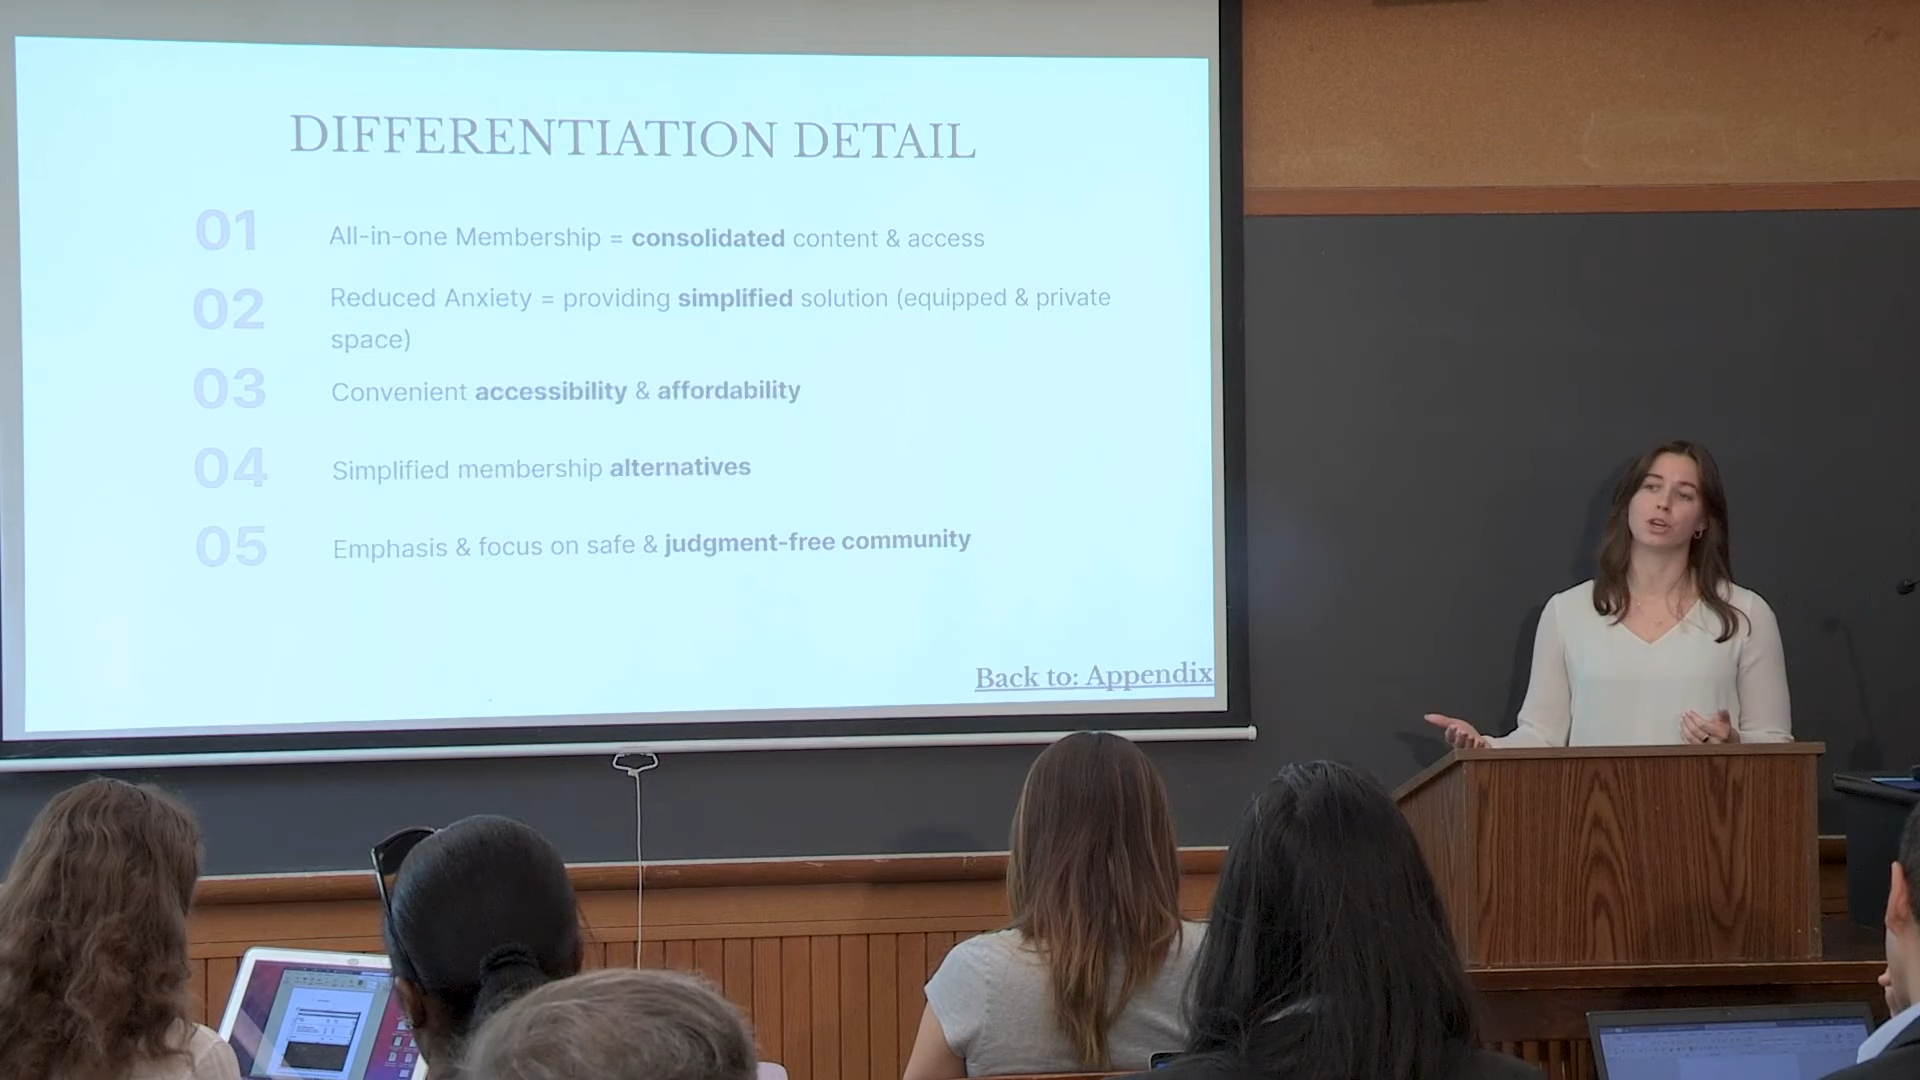 DIFFERENTIATION DETAIL
01 All-in-one Membership = consolidated content & access
02 Reduced Anxiety = providing simplified solution (equipped & private
space)
03 Convenient accessibility & affordability
04 Simplified membership alternatives
05 Emphasis & focus on safe & judgment-free community
Back to: Appendix